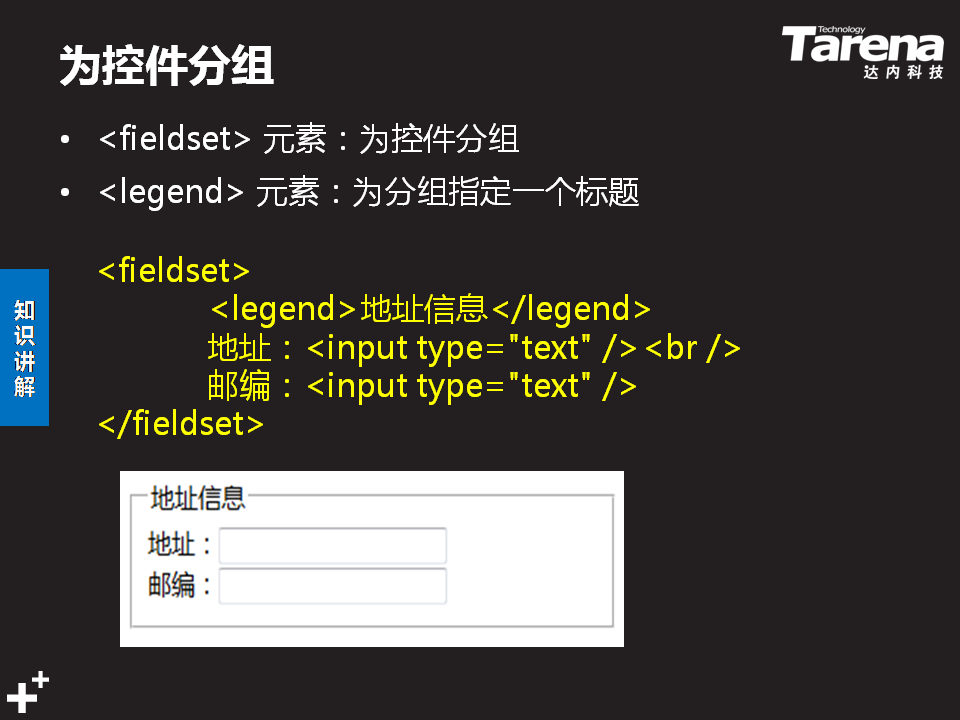 为控件分组
Technology
Tarena
达内科技
• <fieldset> 元素：为控件分组
• <legend> 元素：为分组指定一个标题
<fieldset>
<legend>地址信息</legend>
地址：<input type="text" /><br />
邮编：<input type="text" />
</fieldset>
知识讲解
地址信息
地址：
邮编：